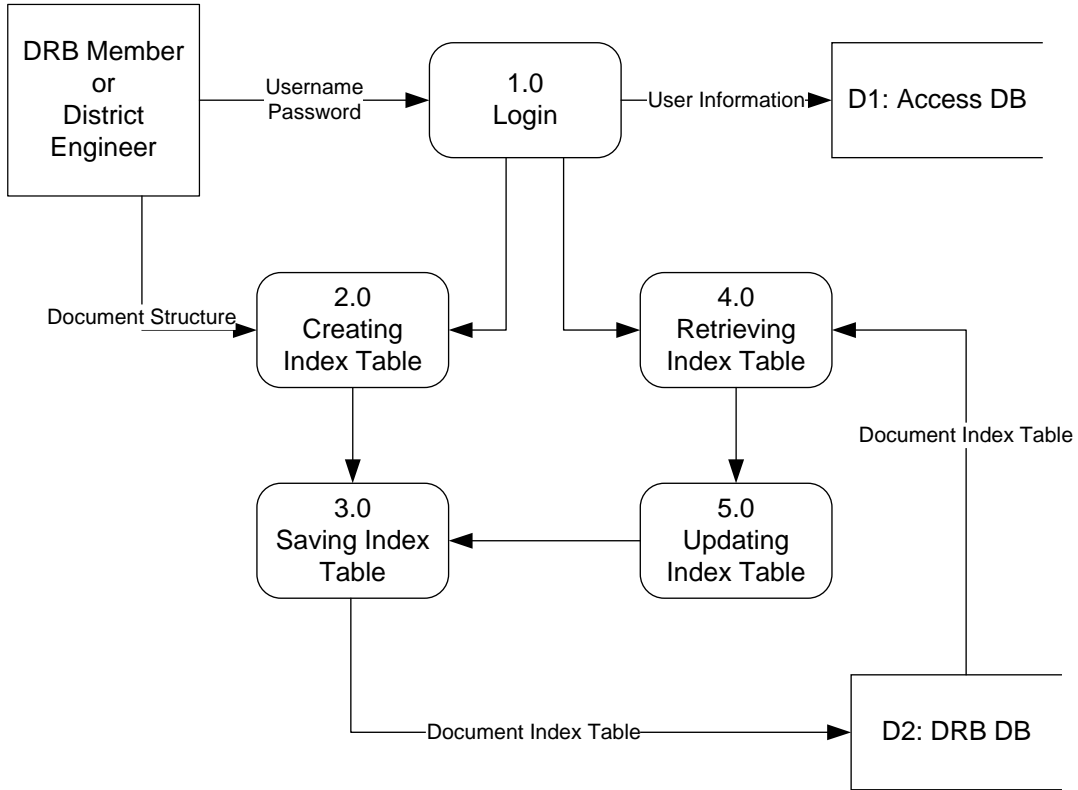 DRB Member
or
District
Engineer
Username
Password
1.0
Login
User Information
D1: Access DB
Document Structure
2.0
Creating
Index Table
4.0
Retrieving
Index Table
Document Index Table
3.0
Saving Index
Table
5.0
Updating
Index Table
Document Index Table
D2: DRB DB